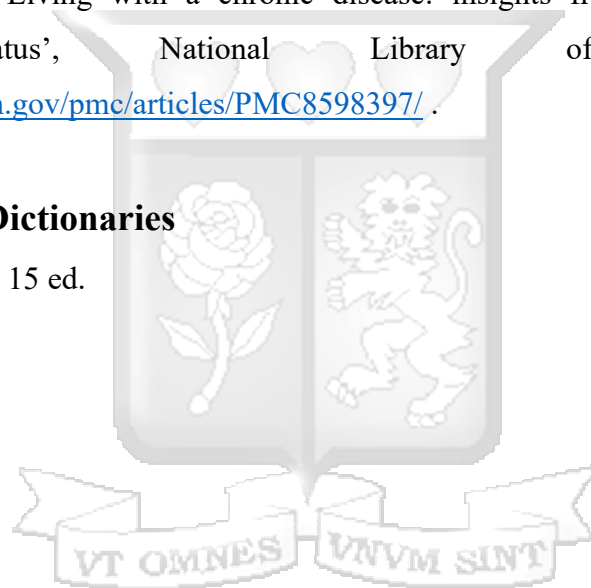 Living with a chronic disease: insights
atus', National Library of
n.gov/pmc/articles/PMC8598397/ .
Dictionaries
15 ed.
VT OMNES VNVM SINT